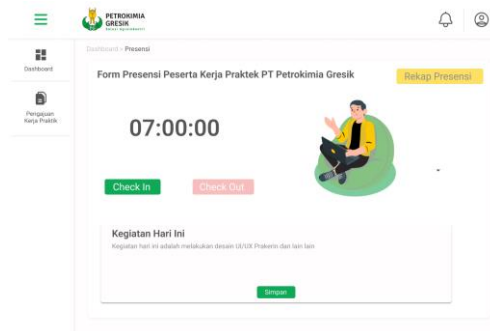 PETROKIMIA
GRESIK
Dashboard > Presensi
Dashboard
Form Presensi Peserta Kerja Praktek PT Petrokimia Gresik
Rekap Presensi
Pengajuan
Kerja Praktik
07:00:00
Check In
Check Out
Kegiatan Hari Ini
Kegiatan hari ini adalah melakukan desain UI/UX Prakerin dan lain lain
Simpan